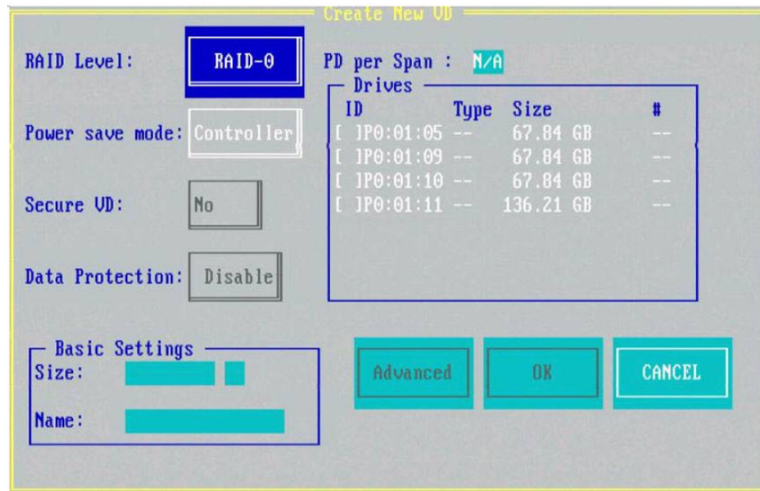 Create New VD
RAID Level: RAID-0 PD per Span : N/A
Drives
ID Type Size #
[ ]P0:01:05 -- 67.84 GB --
[ ]P0:01:09 -- 67.84 GB --
[ ]P0:01:10 -- 67.84 GB --
[ ]P0:01:11 -- 136.21 GB --
Power save mode: Controller
Secure VD: No
Data Protection: Disable
Basic Settings
Size:
Name:
Advanced OK CANCEL